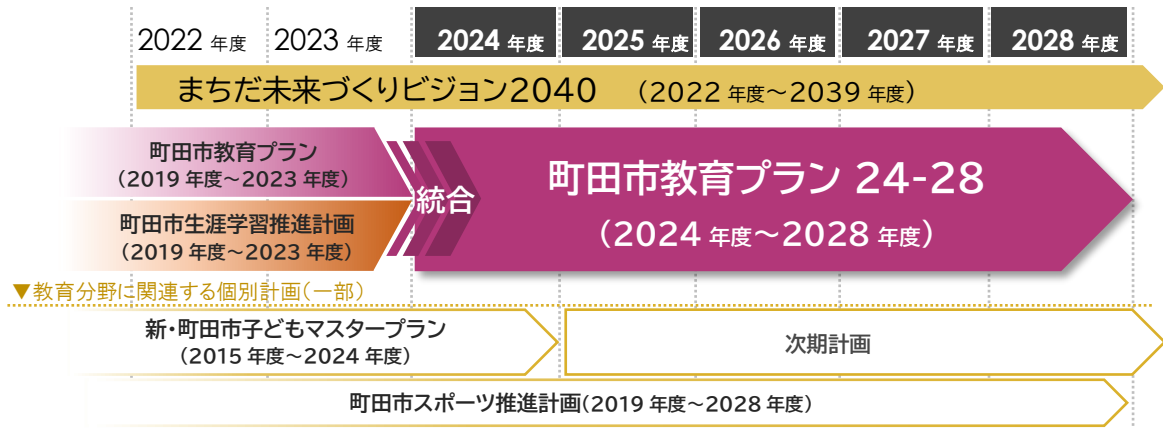 2022 年度 2023 年度 2024 年度 2025 年度 2026 年度 2027 年度 2028 年度
まちだ未来づくりビジョン2040 (2022 年度～2039 年度)
町田市教育プラン
(2019 年度～2023 年度)
町田市生涯学習推進計画
(2019 年度～2023 年度)
統合
町田市教育プラン 24-28
(2024 年度～2028 年度)
▼教育分野に関連する個別計画(一部)
新・町田市子どもマスタープラン
(2015 年度～2024 年度)
次期計画
町田市スポーツ推進計画(2019 年度～2028 年度)